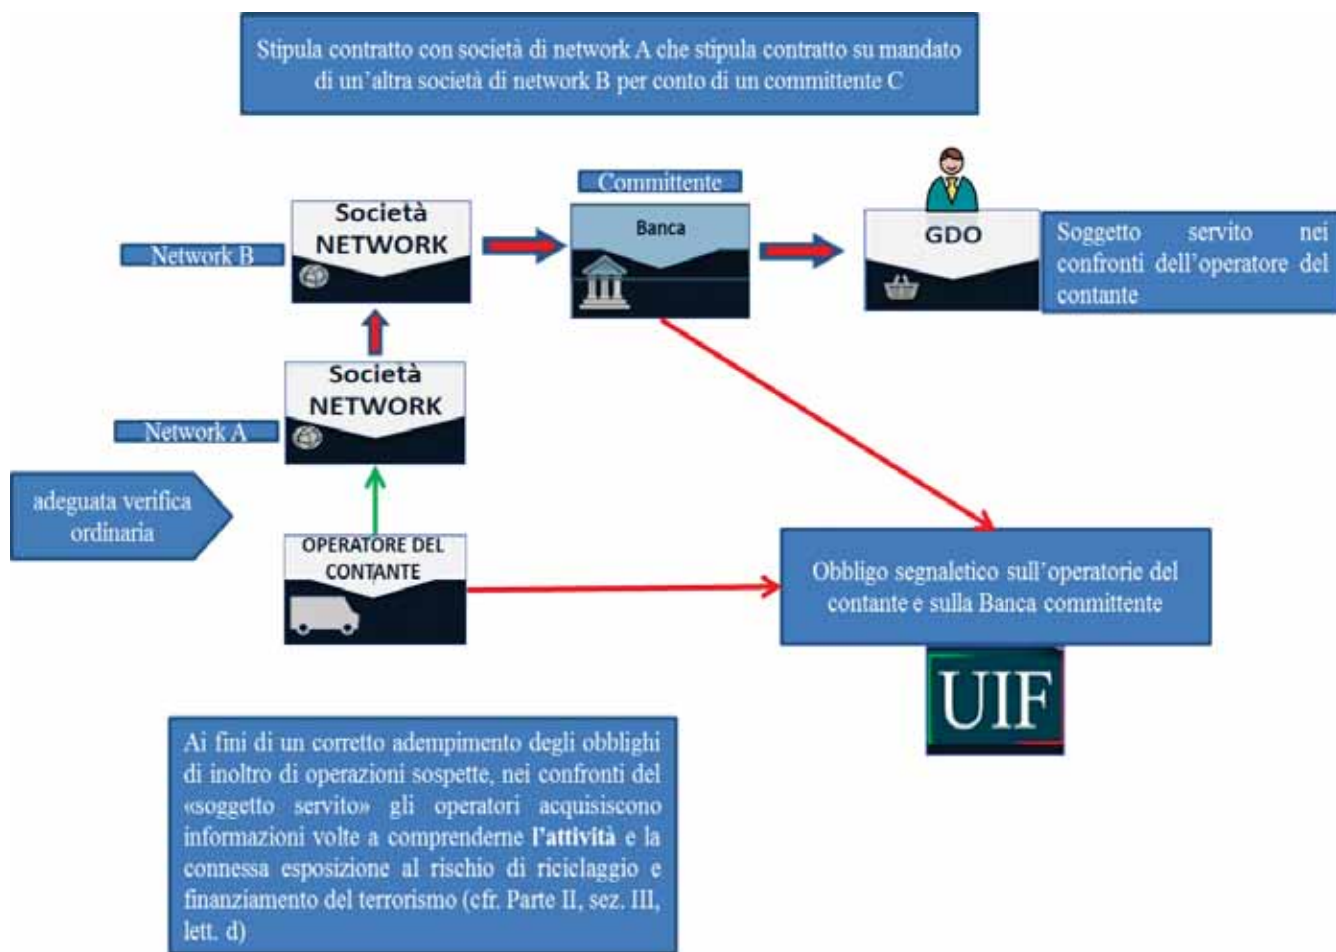 Stipula contratto con società di network A che stipula contratto su mandato
di un'altra società di network B per conto di un committente C
Committente
Società
NETWORK
Banca
GDO
Network B
Soggetto servito nei
confronti dell'operatore del
contante
Società
NETWORK
Network A
adeguata verifica
ordinaria
OPERATORE DEL
CONTANTE
Obbligo segnaletico sull'operatorie del
contante e sulla Banca committente
UIF
Ai fini di un corretto adempimento degli obblighi
di inoltro di operazioni sospette, nei confronti del
«soggetto servito» gli operatori acquisiscono
informazioni volte a comprenderne l'attività e la
connessa esposizione al rischio di riciclaggio e
finanziamento del terrorismo (cfr. Parte II, sez. III,
lett. d)